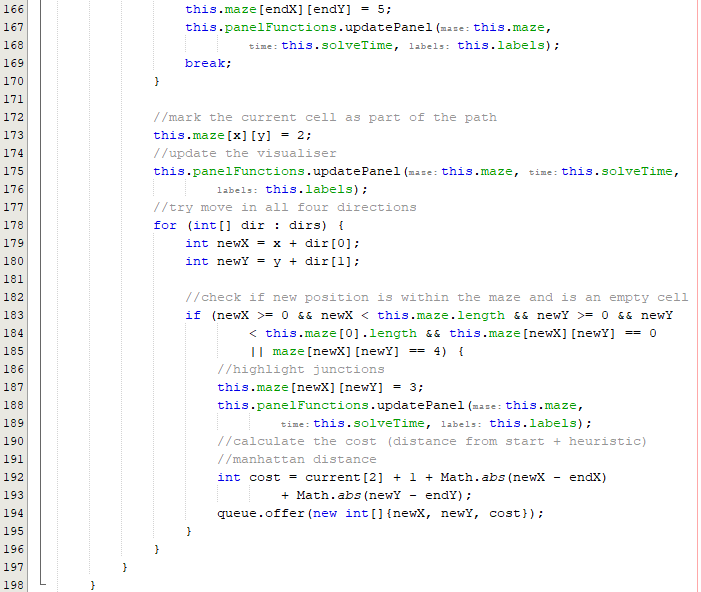 166 this.maze[endX][endY] = 5;
167 this.panelFunctions.updatePanel(mase: this.maze,
168 time: this.solveTime, labels: this.labels);
169 break;
170 }
171
172 //mark the current cell as part of the path
173 this.maze[x][y] = 2;
174 //update the visualiser
175 this.panelFunctions.updatePanel(mase: this.maze, time: this.solveTime,
176 labels: this.labels);
177 //try move in all four directions
178 for (int[] dir : dirs) {
179 int newX = x + dir[0];
180 int newY = y + dir[1];
181
182 //check if new position is within the maze and is an empty cell
183 if (newX >= 0 && newX < this.maze.length && newY >= 0 && newY
184 < this.maze[0].length && this.maze[newX][newY] == 0
185 || maze[newX][newY] == 4) {
186 //highlight junctions
187 this.maze[newX][newY] = 3;
188 this.panelFunctions.updatePanel(mase: this.maze,
189 time: this.solveTime, labels: this.labels);
190 //calculate the cost (distance from start + heuristic)
191 //manhattan distance
192 int cost = current[2] + 1 + Math.abs(newX - endX)
193 + Math.abs(newY - endY);
194 queue.offer(new int[]{newX, newY, cost});
195 }
196 }
197 }
198 }